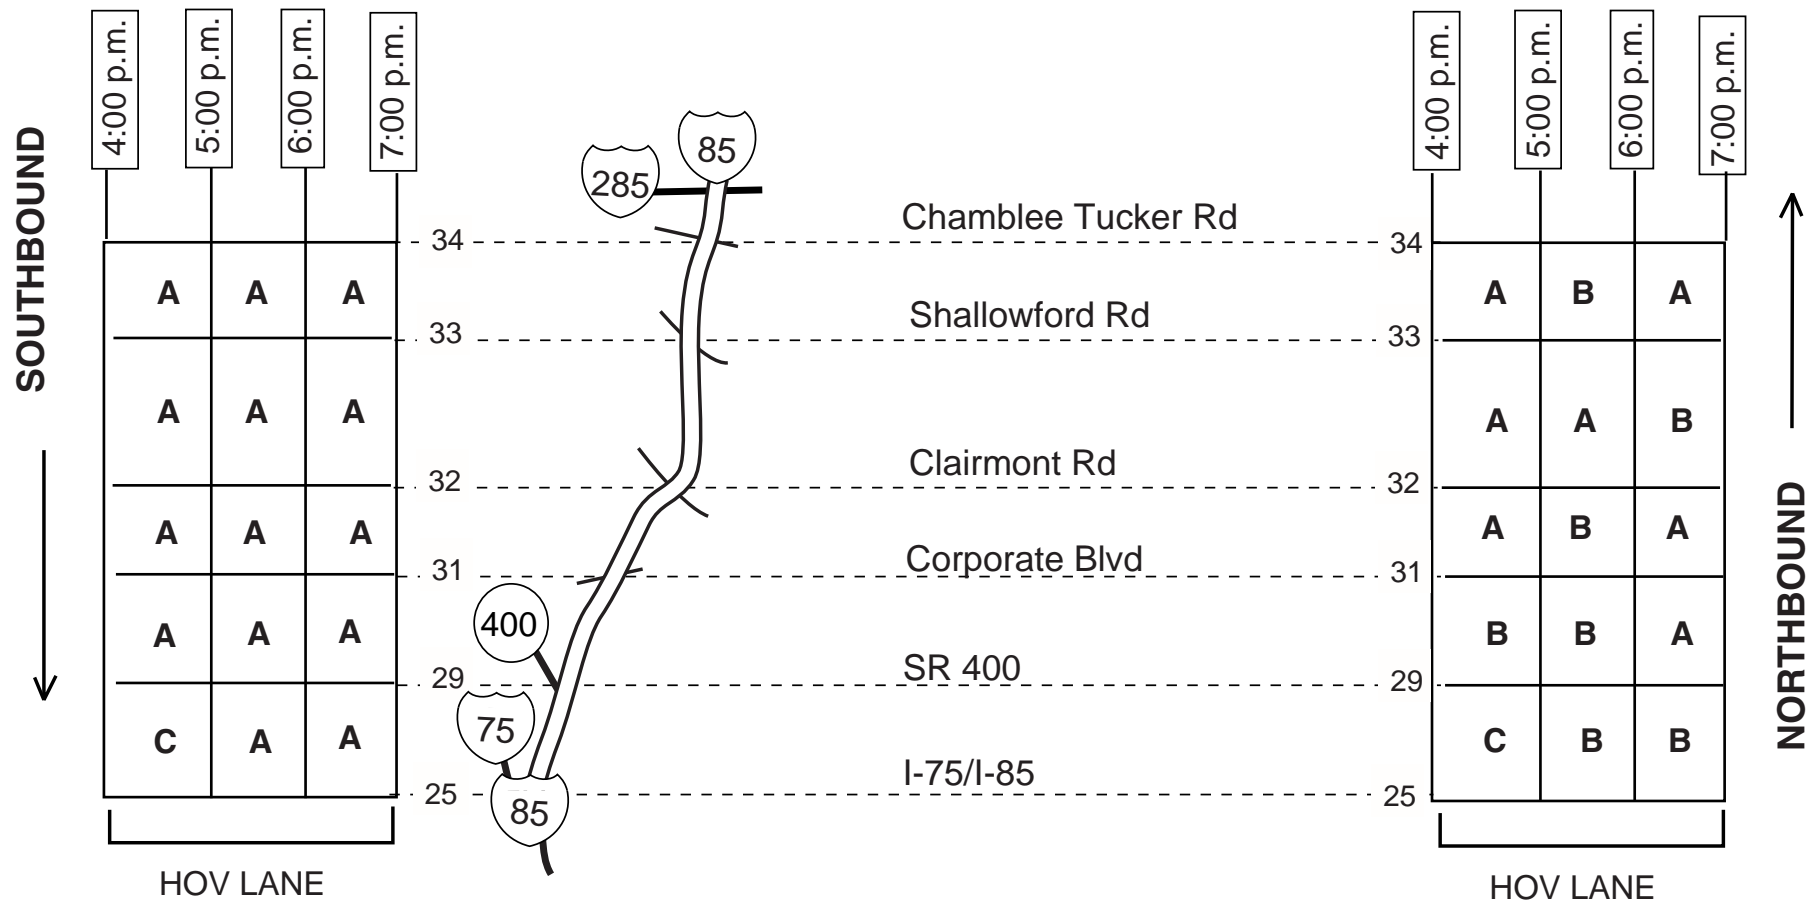 4:00 p.m. 5:00 p.m. 6:00 p.m. 7:00 p.m.
4:00 p.m. 5:00 p.m. 6:00 p.m. 7:00 p.m.
SOUTHBOUND
NORTHBOUND
85
285
Chamblee Tucker Rd
34 34
A A A A B A
Shallowford Rd
33 33
A A A A A B
Clairmont Rd
32 32
A A A A B A
Corporate Blvd
31 31
400
A A A B B A
SR 400
29 29
75
C A A C B B
I-75/I-85
25 25
85
HOV LANE HOV LANE